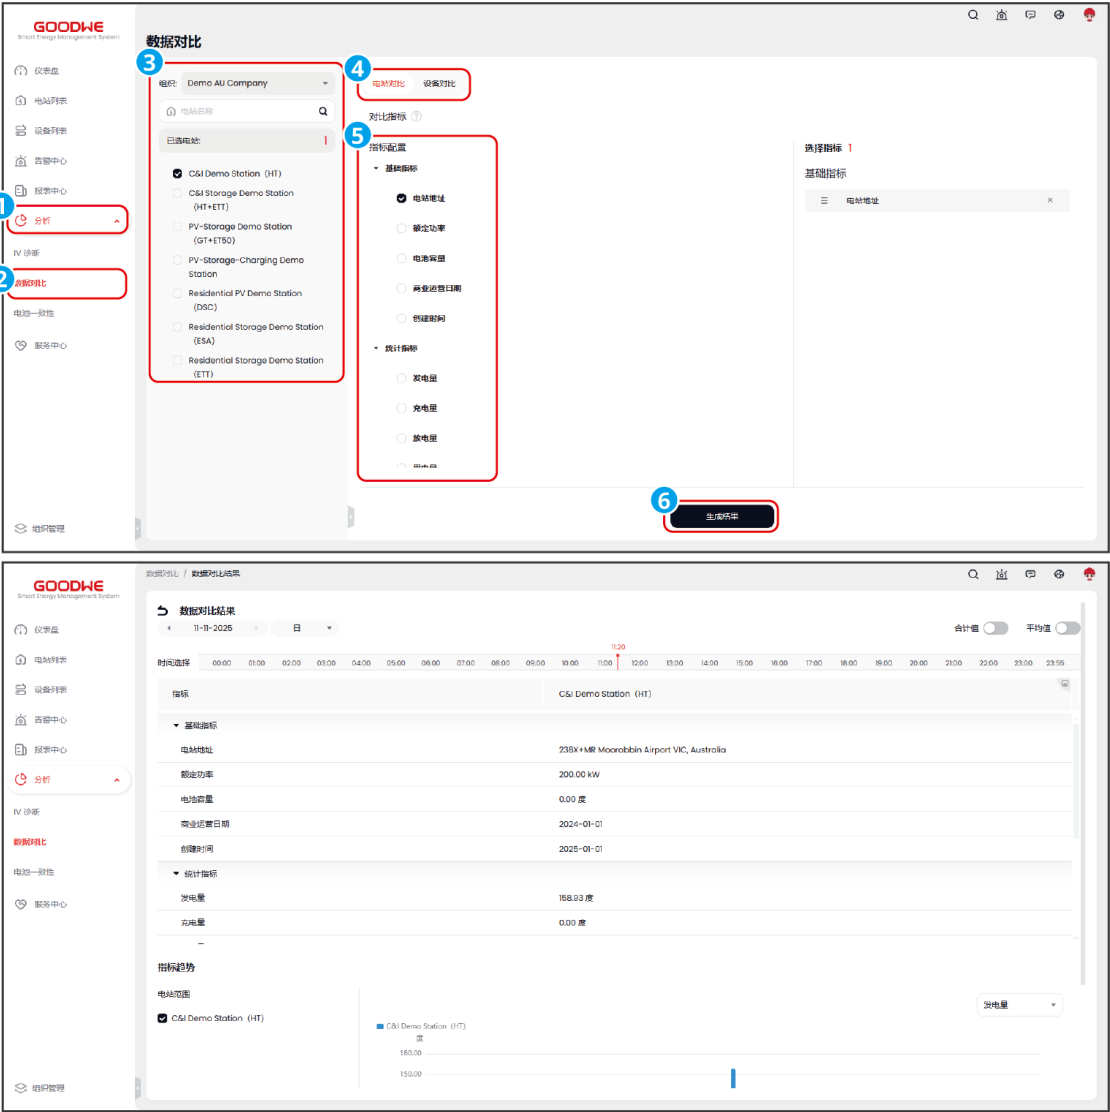 GOODWE
Smart Energy Management System
数据对比
仪表盘
电站列表
设备列表
告警中心
报表中心
1
分析
IV 诊断
2
数据对比
电池一致性
服务中心
组织管理
3
组织: Demo AU Company
电站名称
已选电站: 1
C&I Demo Station（HT）
C&I Storage Demo Station
（HT+ETT）
PV-Storage Demo Station
（GT+ET50）
PV-Storage-Charging Demo
Station
Residential PV Demo Station
（DSC）
Residential Storage Demo Station
（ESA）
Residential Storage Demo Station
（ETT）
4
电站对比 设备对比
对比指标 ?
5
指标配置
基础指标
电站地址
额定功率
电池容量
商业运营日期
创建时间
统计指标
发电量
充电量
放电量
选择指标 1
基础指标
电站地址 ×
6
生成结果
GOODWE
Smart Energy Management System
数据对比 / 数据对比结果
仪表盘
电站列表
设备列表
告警中心
报表中心
分析
IV 诊断
数据对比
电池一致性
服务中心
组织管理
数据对比结果
11-11-2025 日
合计值 平均值
11:20
时间选择 00:00 01:00 02:00 03:00 04:00 05:00 06:00 07:00 08:00 09:00 10:00 11:00 12:00 13:00 14:00 15:00 16:00 17:00 18:00 19:00 20:00 21:00 22:00 23:00 23:55
指标 C&I Demo Station（HT）
基础指标
电站地址 238X+MR Moorabbin Airport VIC, Australia
额定功率 200.00 kW
电池容量 0.00 度
商业运营日期 2024-01-01
创建时间 2025-01-01
统计指标
发电量 158.93 度
充电量 0.00 度
指标趋势
电站范围
C&I Demo Station（HT）
发电量
C&I Demo Station（HT）
度
180.00
150.00